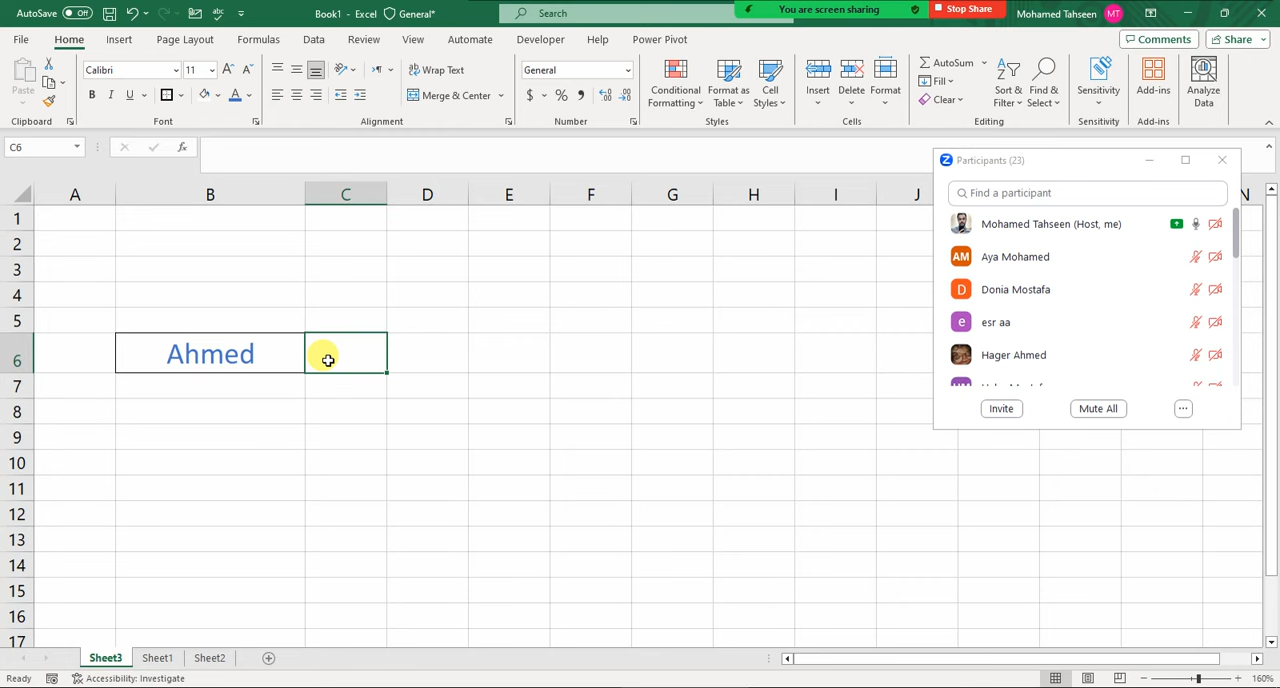 AutoSave Off Book1 - Excel General* Search You are screen sharing Stop Share Mohamed Tahseen MT
File Home Insert Page Layout Formulas Data Review View Automate Developer Help Power Pivot Comments Share
Paste Calibri 11 A A Wrap Text General Conditional Formatting Format as Table Cell Styles Insert Delete Format AutoSum Fill Clear Sort & Filter Find & Select Sensitivity Add-ins Analyze Data
B I U A Merge & Center $ % 9
Clipboard Font Alignment Number Styles Cells Editing Sensitivity Add-ins
C6 fx
A B C D E F G H I J N
1
2
3
4
5
6 Ahmed
7
8
9
10
11
12
13
14
15
16
17
Participants (23)
Find a participant
Mohamed Tahseen (Host, me)
AM Aya Mohamed
D Donia Mostafa
e esr aa
Hager Ahmed
Invite Mute All ...
Sheet3 Sheet1 Sheet2
Ready Accessibility: Investigate 160%